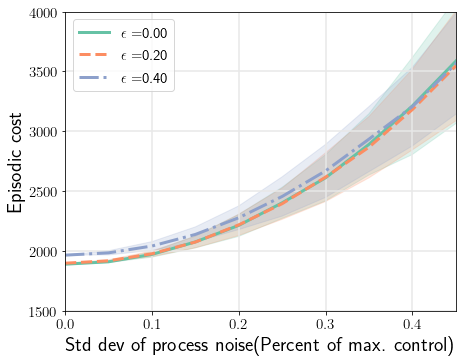 4000
3500
3000
2500
2000
1500
Episodic cost
ϵ =0.00
ϵ =0.20
ϵ =0.40
0.0 0.1 0.2 0.3 0.4
Std dev of process noise(Percent of max. control)